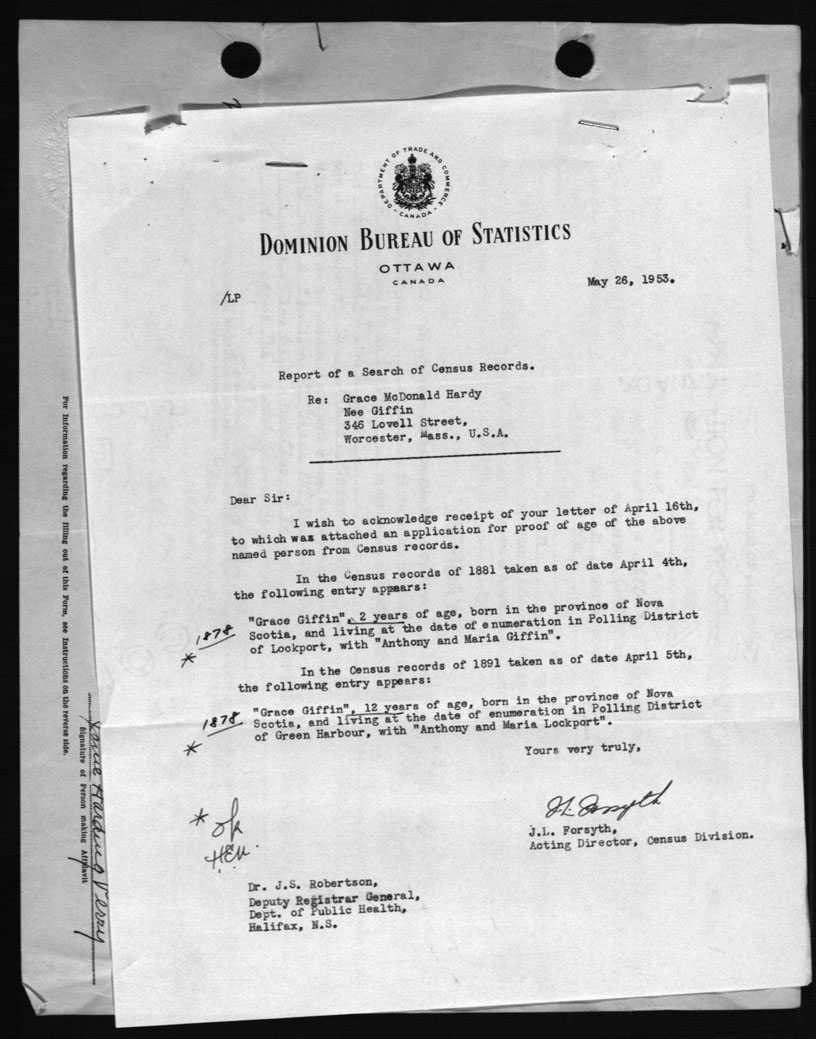 DEPARTMENT OF TRADE AND COMMERCE
CANADA
DOMINION BUREAU OF STATISTICS
OTTAWA
CANADA
May 26, 1953.
/LP
Report of a Search of Census Records.
Re: Grace McDonald Hardy
Nee Giffin
346 Lovell Street,
Worcester, Mass., U.S.A.
Dear Sir:
I wish to acknowledge receipt of your letter of April 16th,
to which was attached an application for proof of age of the above
named person from Census records.
In the Census records of 1881 taken as of date April 4th,
the following entry appears:
"Grace Giffin", 2 years of age, born in the province of Nova
1878 Scotia, and living at the date of enumeration in Polling District
* of Lockport, with "Anthony and Maria Giffin".
In the Census records of 1891 taken as of date April 5th,
the following entry appears:
"Grace Giffin", 12 years of age, born in the province of Nova
1878 Scotia, and living at the date of enumeration in Polling District
* of Green Harbour, with "Anthony and Maria Lockport".
Yours very truly,
J.L. Forsyth
J.L. Forsyth,
Acting Director, Census Division.
* ok
Dr. J.S. Robertson,
Deputy Registrar General,
Dept. of Public Health,
Halifax, N.S.
For Information regarding the filling out of this Form, see Instructions on the reverse side.
Harding Perry
Signature of Person making Affidavit